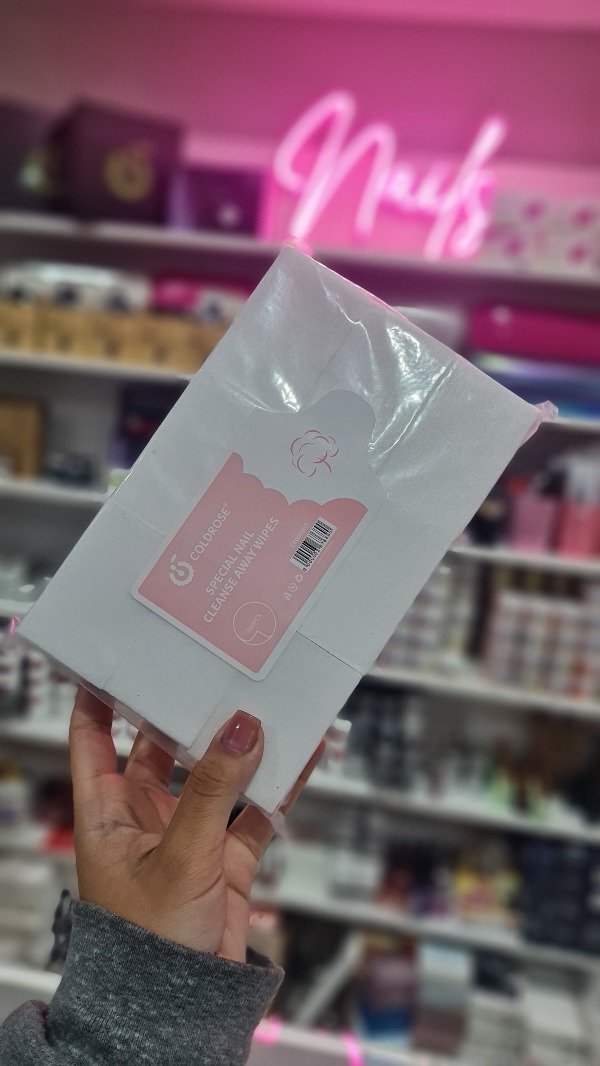 Nails
COLDROSE®
SPECIAL NAIL
CLEANSE AWAY WIPES